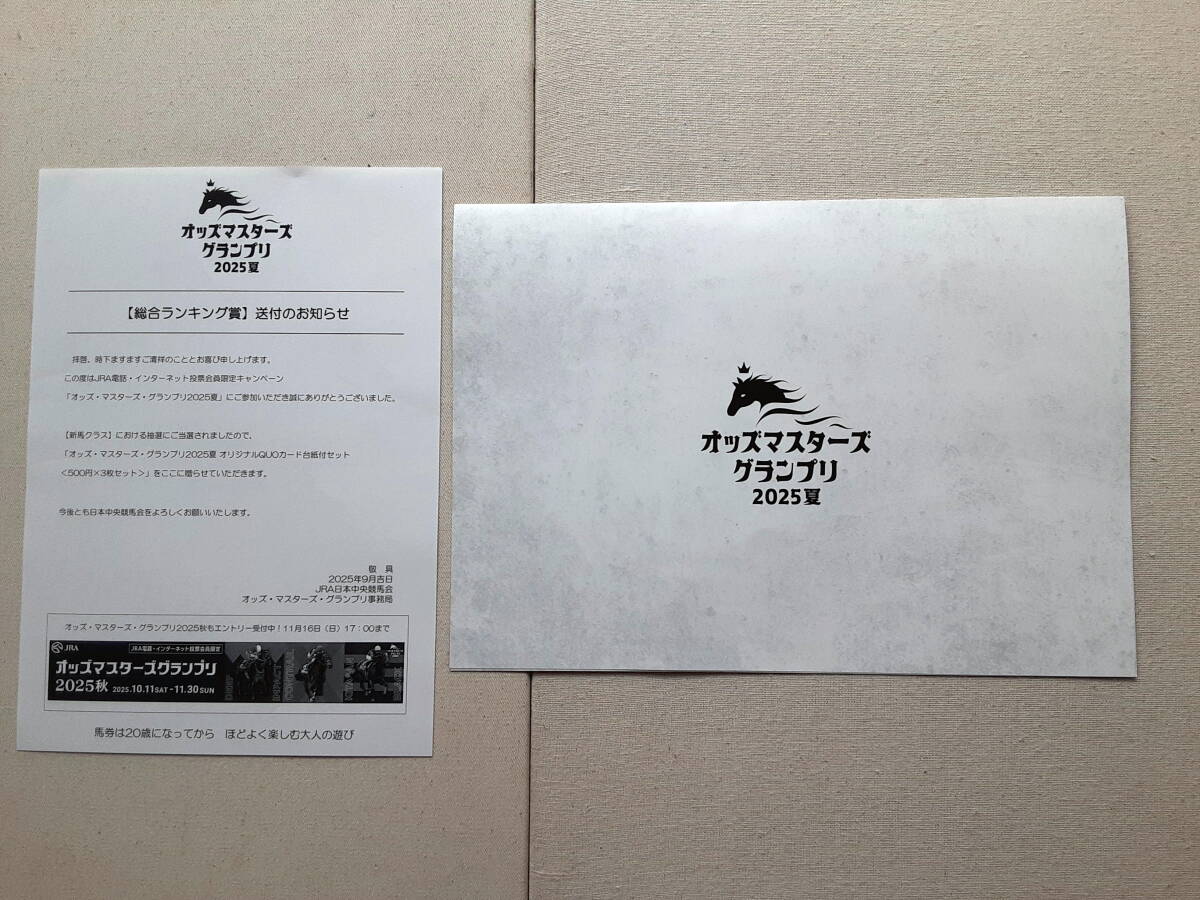 オッズマスターズ
グランプリ
2025夏
【総合ランキング賞】送付のお知らせ
拝啓、時下ますますご清祥のこととお喜び申し上げます。
この度はJRA電話・インターネット投票会員限定キャンペーン
「オッズ・マスターズ・グランプリ2025夏」にご参加いただき誠にありがとうございました。
【新馬クラス】における抽選にご当選されましたので、
「オッズ・マスターズ・グランプリ2025夏 オリジナルQUOカード台紙付セット
<500円×3枚セット>」をここに贈らせていただきます。
今後とも日本中央競馬会をよろしくお願いいたします。
敬 具
2025年9月吉日
JRA日本中央競馬会
オッズ・マスターズ・グランプリ事務局
オッズ・マスターズ・グランプリ2025秋もエントリー受付中!11月16日(日)17:00まで
JRA
JRA電話・インターネット投票会員限定
オッズマスターズグランプリ
2025秋 2025.10.11SAT-11.30SUN
馬券は20歳になってから ほどよく楽しむ大人の遊び
オッズマスターズ
グランプリ
2025夏